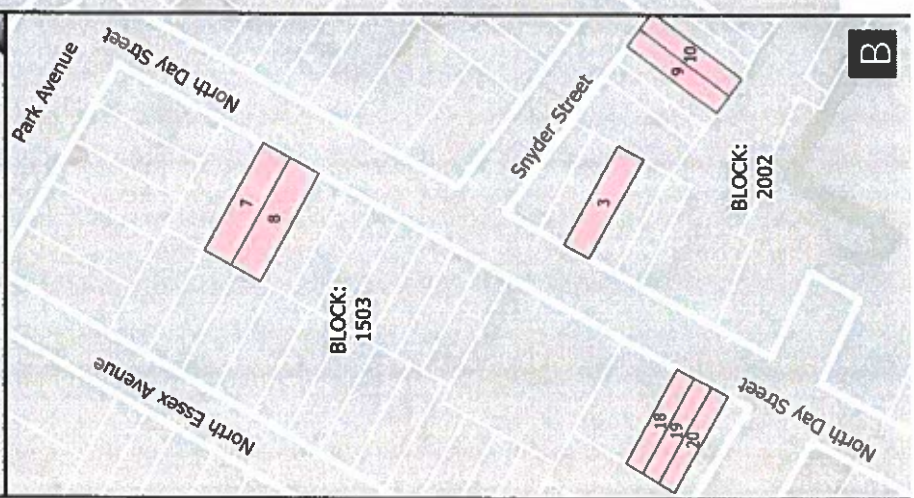 Park Avenue
North Day Street
7
8
BLOCK:
1503
North Essex Avenue
Snyder Street
9
10
3
BLOCK:
2002
18
19
20
North Day Street
B